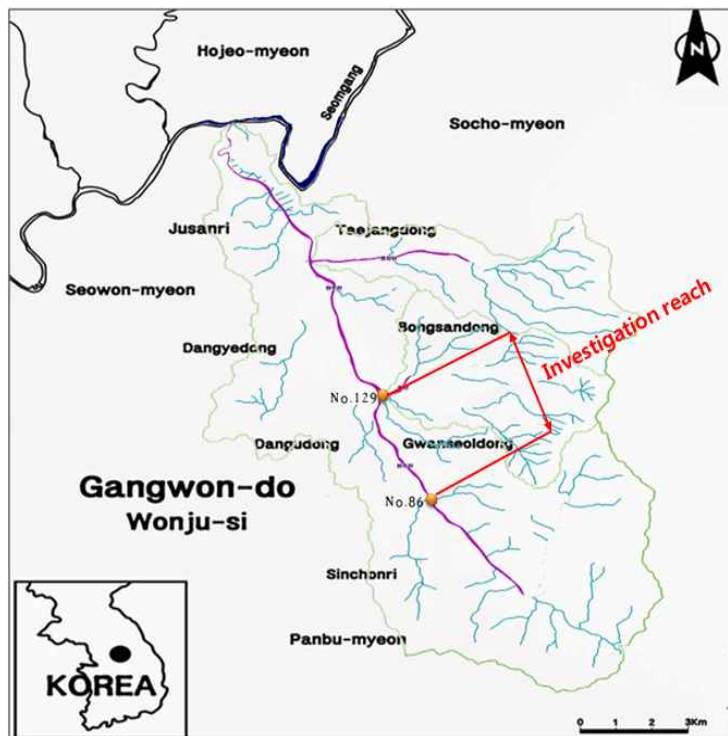 Hojeo-myeon
N
Seomgang
Socho-myeon
Jusanri
Taejangdong
Seowon-myeon
Bongsandong
Investigation reach
Dangyedong
No.129
Dangudong
Gwanseoldong
Gangwon-do
Wonju-si
No.86
Sinchonri
Panbu-myeon
KOREA
0 1 2 3Km